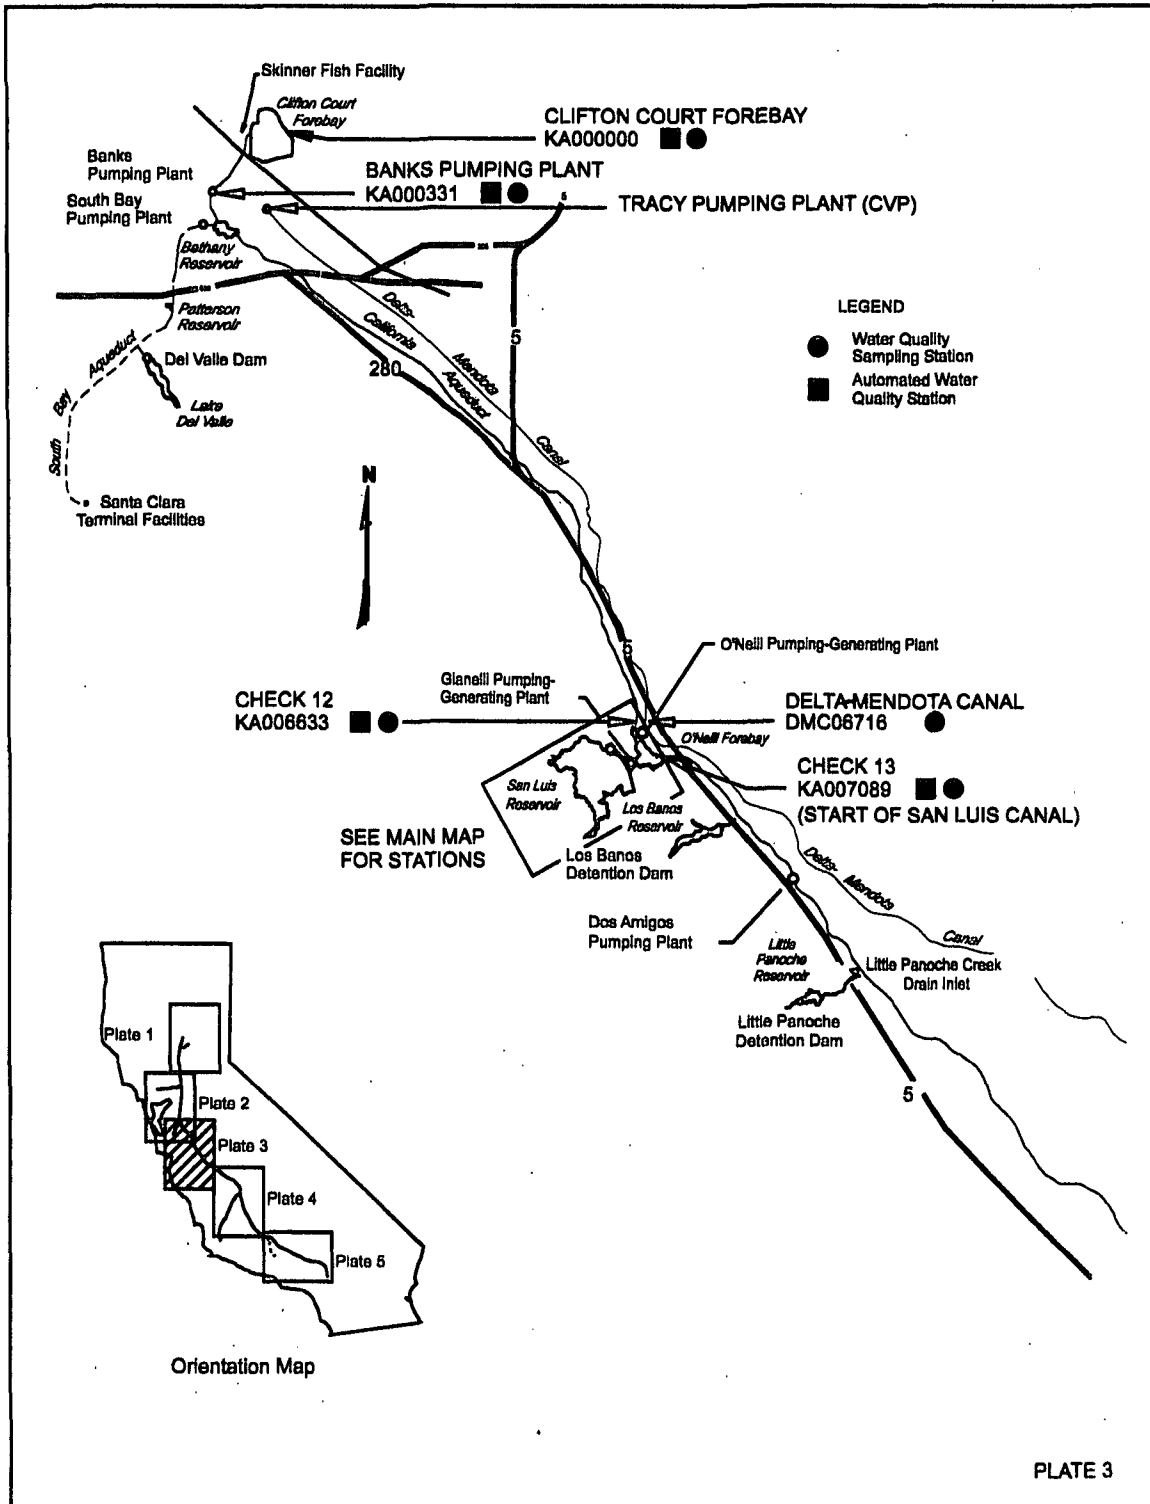 Skinner Fish Facility
Clifton Court
Forebay
CLIFTON COURT FOREBAY
KA000000
Banks
Pumping Plant
BANKS PUMPING PLANT
KA000331
South Bay
Pumping Plant
TRACY PUMPING PLANT (CVP)
5
Bethany
Reservoir
Patterson
Reservoir
LEGEND
Water Quality
Sampling Station
Automated Water
Quality Station
Delta-
Mendota
Canal
California
Aqueduct
5
280
South
Bay
Aqueduct
Del Valle Dam
Lake
Del Valle
Santa Clara
Terminal Facilities
N
5
O'Neill Pumping-Generating Plant
Gianelli Pumping-
Generating Plant
CHECK 12
KA006633
DELTA-MENDOTA CANAL
DMC06716
O'Neill Forebay
CHECK 13
KA007089
(START OF SAN LUIS CANAL)
San Luis
Reservoir
Los Banos
Reservoir
SEE MAIN MAP
FOR STATIONS
Los Banos
Detention Dam
Delta-
Mendota
Canal
Dos Amigos
Pumping Plant
Little
Panoche
Reservoir
Little Panoche Creek
Drain Inlet
Little Panoche
Detention Dam
5
Plate 1
Plate 2
Plate 3
Plate 4
Plate 5
Orientation Map
PLATE 3